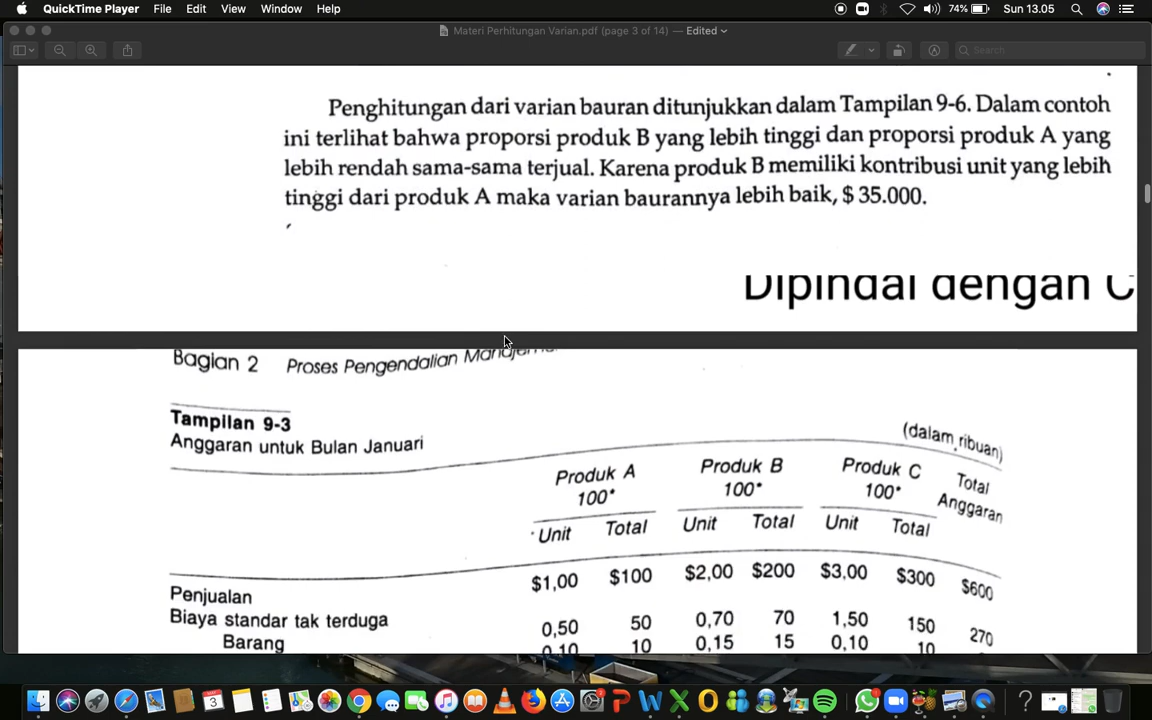 QuickTime Player File Edit View Window Help 74% Sun 13.05
Materi Perhitungan Varian.pdf (page 3 of 14) — Edited
Search
Penghitungan dari varian bauran ditunjukkan dalam Tampilan 9-6. Dalam contoh
ini terlihat bahwa proporsi produk B yang lebih tinggi dan proporsi produk A yang
lebih rendah sama-sama terjual. Karena produk B memiliki kontribusi unit yang lebih
tinggi dari produk A maka varian baurannya lebih baik, $ 35.000.
Dipindai dengan C
Bagian 2 Proses Pengendalian Manajemen
Tampilan 9-3
Anggaran untuk Bulan Januari
(dalam ribuan)
Produk A Produk B Produk C Total
100* 100* 100* Anggaran
Unit Total Unit Total Unit Total
Penjualan $1,00 $100 $2,00 $200 $3,00 $300 $600
Biaya standar tak terduga
Barang 0,50 50 0,70 70 1,50 150 270
0,10 10 0,15 15 0,10 10
3